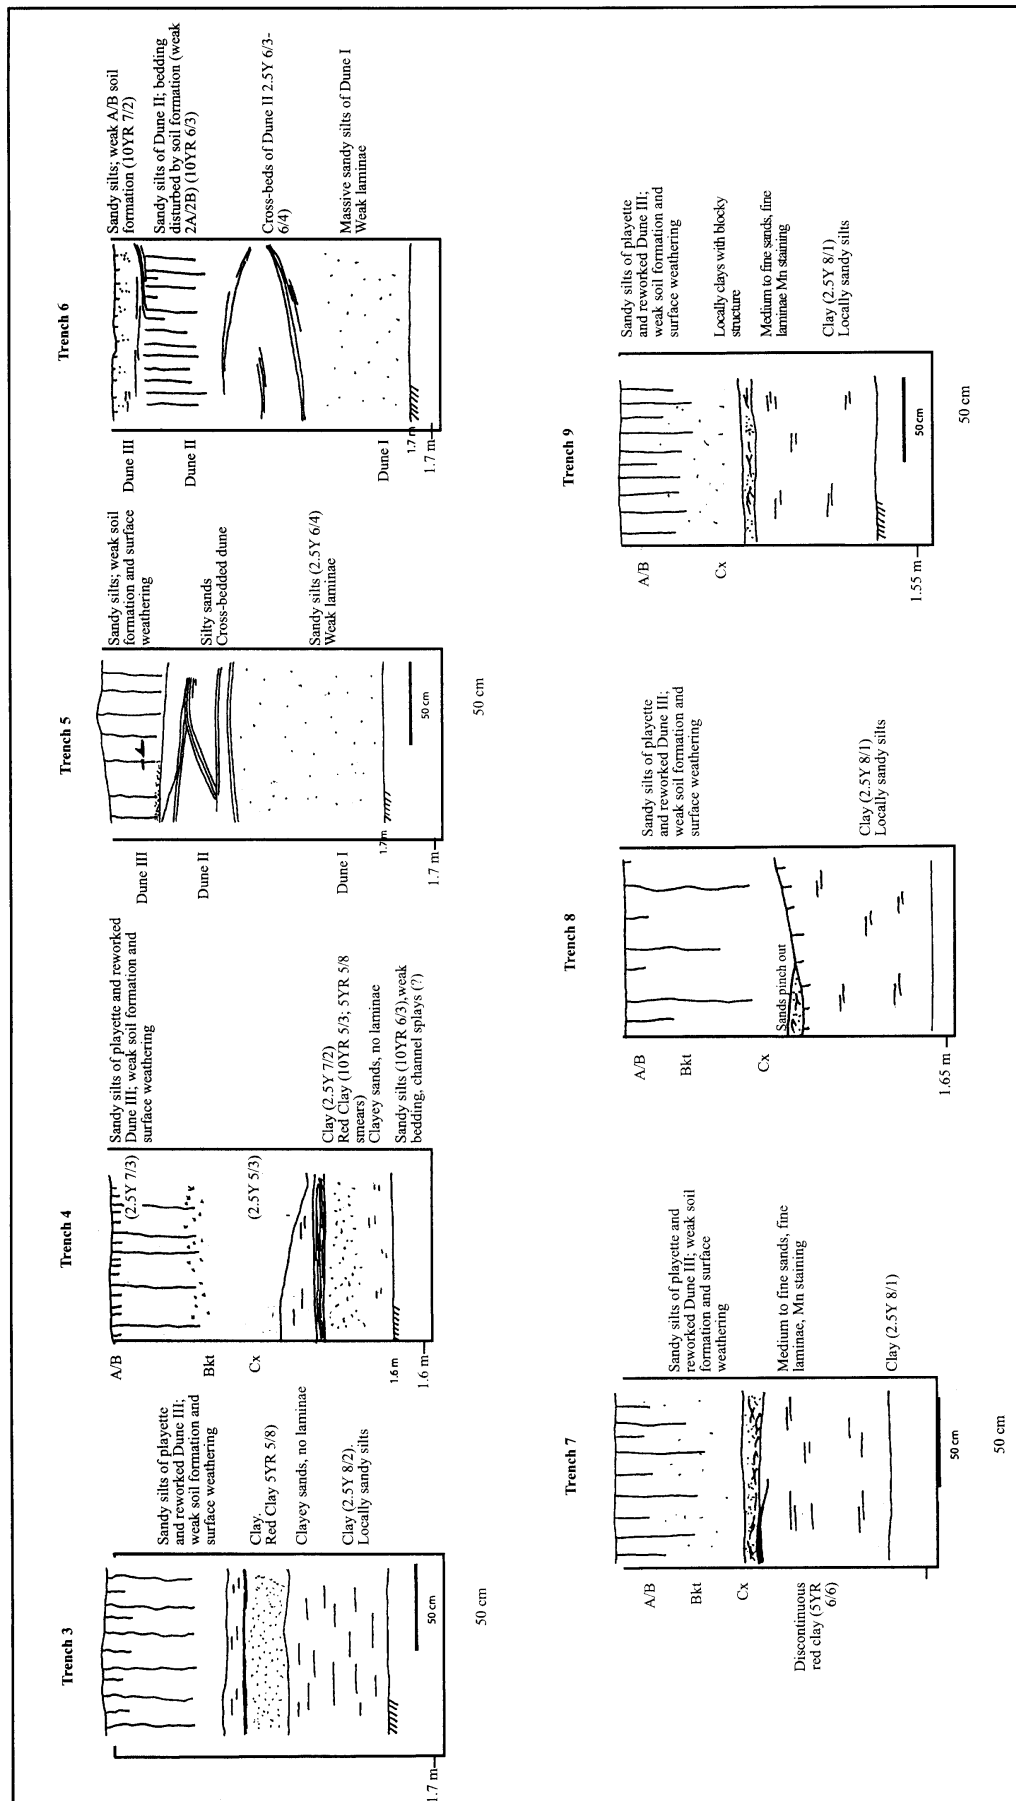 Trench 3
Sandy silts of playette
and reworked Dune III;
weak soil formation and
surface weathering
Clay.
Red Clay 5YR 5/8)
Clayey sands, no laminae
Clay (2.5Y 8/2).
Locally sandy silts
1.7 m
50 cm
50 cm
Trench 4
A/B
Bkt
Cx
1.6 m
1.6 m
(2.5Y 7/3)
(2.5Y 5/3)
Sandy silts of playette and reworked
Dune III; weak soil formation and
surface weathering
Clay (2.5Y 7/2)
Red Clay (10YR 5/3; 5YR 5/8
smears)
Clayey sands, no laminae
Sandy silts (10YR 6/3),weak
bedding, channel splays (?)
Trench 5
Dune III
Dune II
Dune I
1.7 m
1.7 m
Sandy silts; weak soil
formation and surface
weathering
Silty sands
Cross-bedded dune
Sandy silts (2.5Y 6/4)
Weak laminae
50 cm
50 cm
Trench 6
Dune III
Dune II
Dune I
1.7 m
1.7 m
Sandy silts; weak A/B soil
formation (10YR 7/2)
Sandy silts of Dune II; bedding
disturbed by soil formation (weak
2A/2B) (10YR 6/3)
Cross-beds of Dune II 2.5Y 6/3-
6/4)
Massive sandy silts of Dune I
Weak laminae
Trench 7
A/B
Bkt
Cx
Discontinuous
red clay (5YR
6/6)
Sandy silts of playette and
reworked Dune III; weak soil
formation and surface
weathering
Medium to fine sands, fine
laminae, Mn staining
Clay (2.5Y 8/1)
50 cm
50 cm
Trench 8
A/B
Bkt
Cx
1.65 m
Sands pinch out
Sandy silts of playette
and reworked Dune III;
weak soil formation and
surface weathering
Clay (2.5Y 8/1)
Locally sandy silts
Trench 9
A/B
Cx
1.55 m
Sandy silts of playette
and reworked Dune III;
weak soil formation and
surface weathering
Locally clays with blocky
structure
Medium to fine sands, fine
laminae Mn staining
Clay (2.5Y 8/1)
Locally sandy silts
50 cm
50 cm